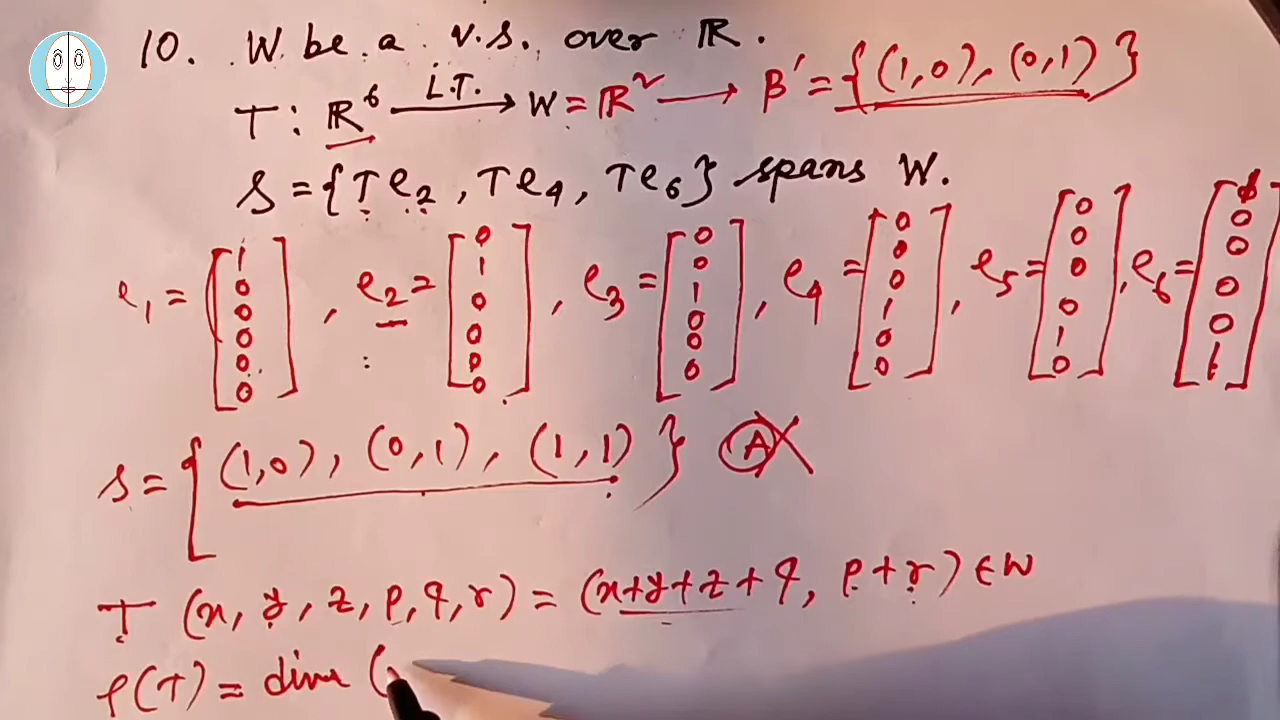 10. W be a v.s. over ℝ.
T: ℝ⁶ —L.T.→ W = ℝ² → B′ = {(1,0), (0,1)}
S = {Te₂, Te₄, Te₆} spans W.
e₁ = [1 0 0 0 0 0], e₂ = [0 1 0 0 0 0], e₃ = [0 0 1 0 0 0], e₄ = [0 0 0 1 0 0], e₅ = [0 0 0 0 1 0], e₆ = [0 0 0 0 1]
S = {(1,0), (0,1), (1,1)} A ×
T (x, y, z, p, q, r) = (x+y+z+q, p+r) ∈ W
ρ(T) = dim (